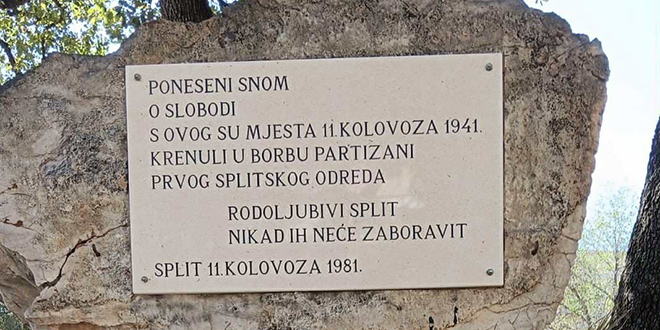 PONESENI SNOM
O SLOBODI
S OVOG SU MJESTA 11.KOLOVOZA 1941.
KRENULI U BORBU PARTIZANI
PRVOG SPLITSKOG ODREDA
RODOLJUBIVI SPLIT
NIKAD IH NEĆE ZABORAVIT
SPLIT 11.KOLOVOZA 1981.